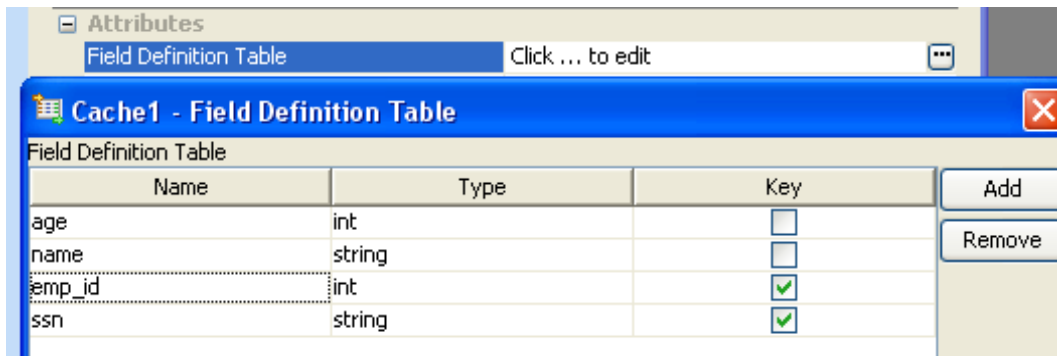 Attributes
Field Definition Table Click ... to edit ...
Cache1 - Field Definition Table
Field Definition Table
Name Type Key Add
age int
name string Remove
emp_id int
ssn string